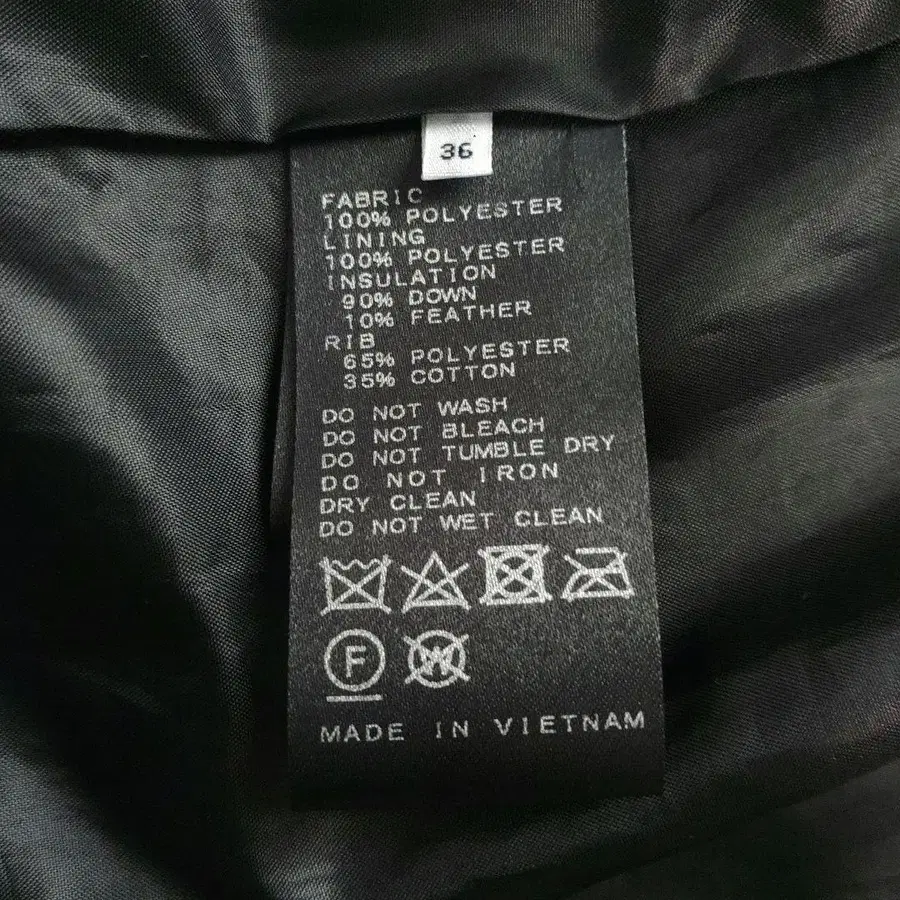 36
FABRIC
100% POLYESTER
LINING
100% POLYESTER
INSULATION
90% DOWN
10% FEATHER
RIB
65% POLYESTER
35% COTTON
DO NOT WASH
DO NOT BLEACH
DO NOT TUMBLE DRY
DO NOT IRON
DRY CLEAN
DO NOT WET CLEAN
F W
MADE IN VIETNAM